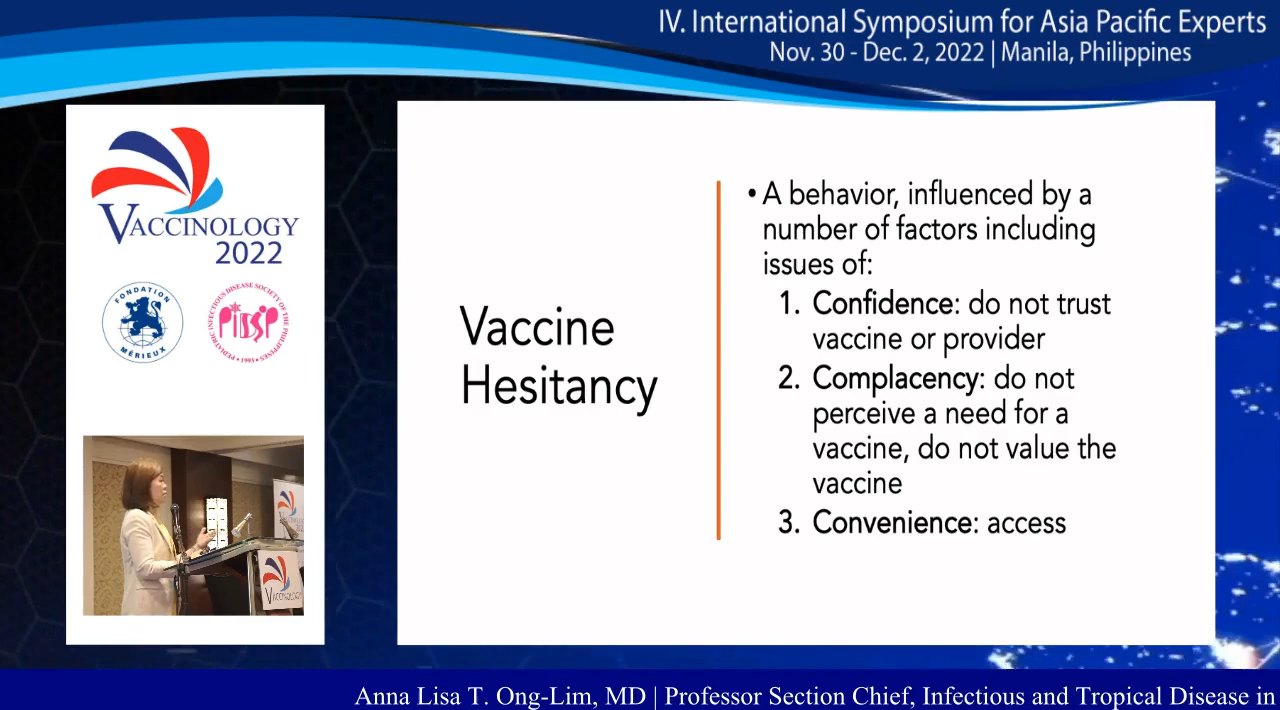 IV. International Symposium for Asia Pacific Experts
Nov. 30 - Dec. 2, 2022 | Manila, Philippines
VACCINOLOGY
2022
FONDATION
MÉRIEUX
PEDIATRIC INFECTIOUS DISEASE SOCIETY OF THE PHILIPPINES
PIDSP
• 1993 •
VACCINOLOGY
Vaccine
Hesitancy
• A behavior, influenced by a
number of factors including
issues of:
1. Confidence: do not trust
vaccine or provider
2. Complacency: do not
perceive a need for a
vaccine, do not value the
vaccine
3. Convenience: access
Anna Lisa T. Ong-Lim, MD | Professor Section Chief, Infectious and Tropical Disease in